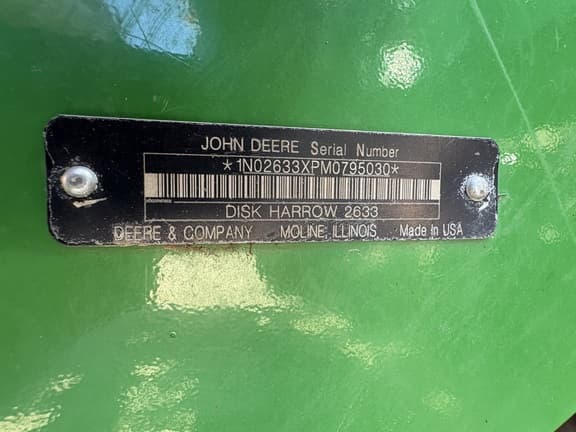 JOHN DEERE Serial Number
*1N02633XPM0795030*
DISK HARROW 2633
DEERE & COMPANY MOLINE, ILLINOIS Made In USA